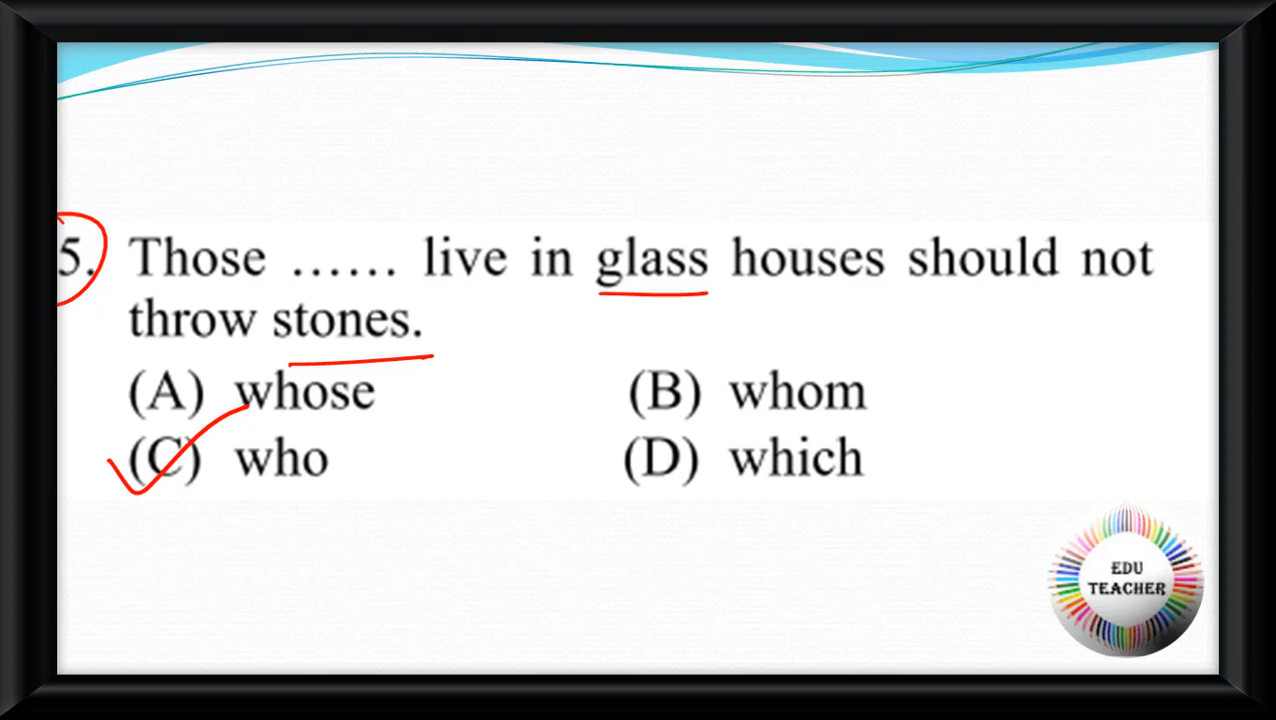 5. Those ...... live in glass houses should not
throw stones.
(A) whose (B) whom
(C) who (D) which
EDU
TEACHER